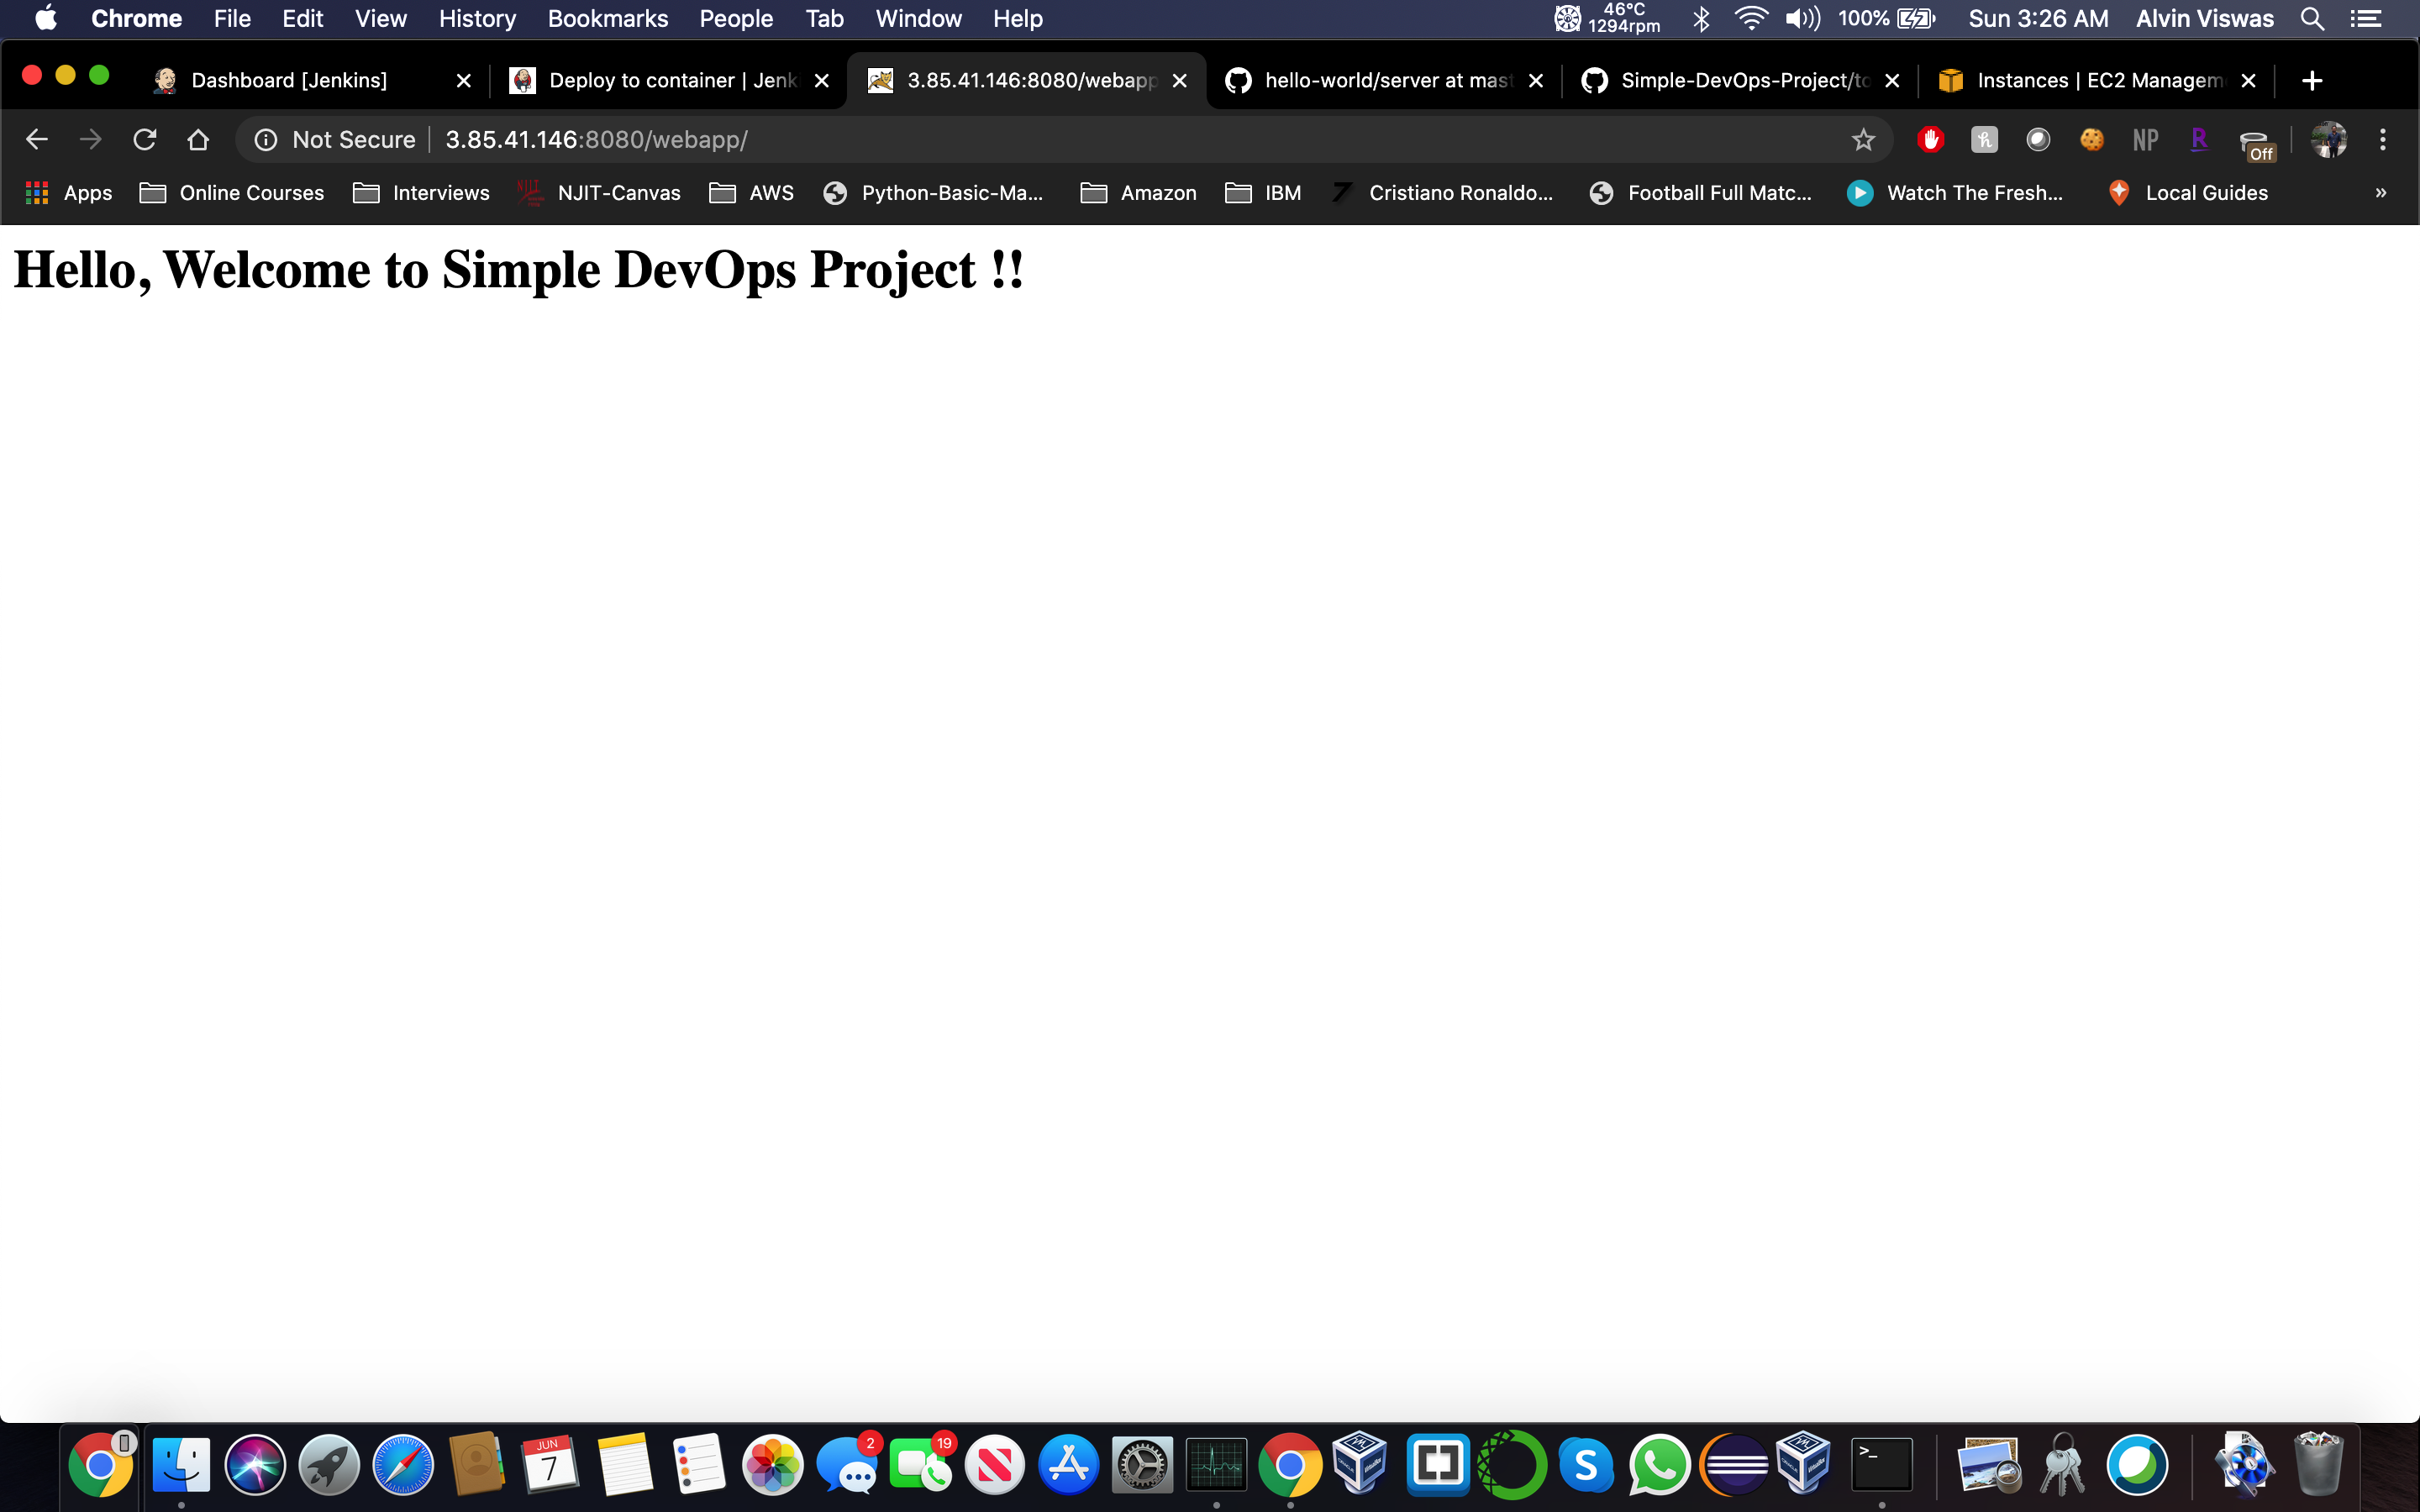 Chrome File Edit View History Bookmarks People Tab Window Help 46°C 1294rpm 100% Sun 3:26 AM Alvin Viswas
Dashboard [Jenkins] Deploy to container | Jenk 3.85.41.146:8080/webapp hello-world/server at mast Simple-DevOps-Project/to Instances | EC2 Managem
Not Secure 3.85.41.146:8080/webapp/ NP R Off
Apps Online Courses Interviews NJIT-Canvas AWS Python-Basic-Ma... Amazon IBM Cristiano Ronaldo... Football Full Matc... Watch The Fresh... Local Guides »
Hello, Welcome to Simple DevOps Project !!
JUN 7 2 19 S >_